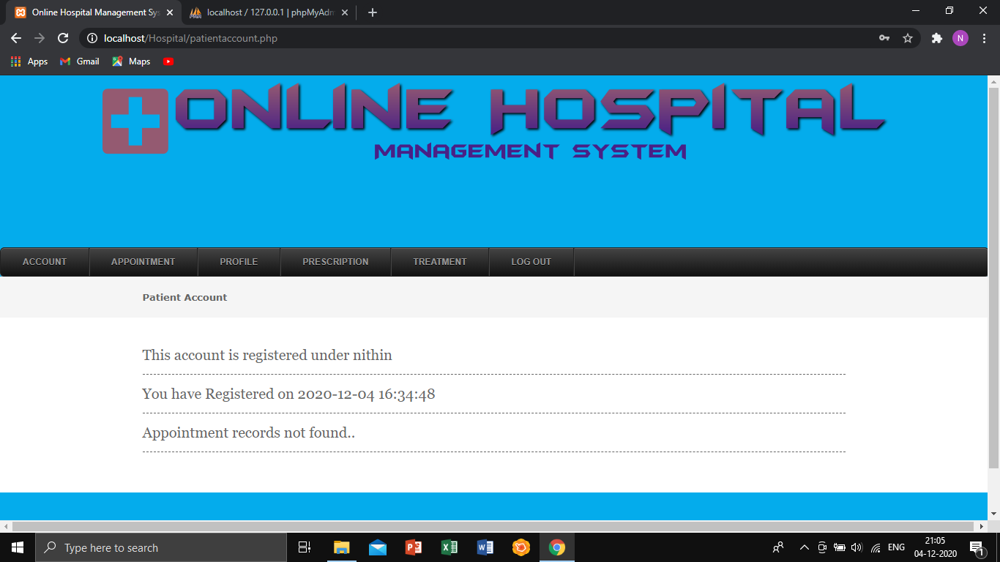 Online Hospital Management Sys
localhost / 127.0.0.1 | phpMyAdm
localhost/Hospital/patientaccount.php
N
Apps
Gmail
Maps
ONLINE HOSPITAL
MANAGEMENT SYSTEM
ACCOUNT
APPOINTMENT
PROFILE
PRESCRIPTION
TREATMENT
LOG OUT
Patient Account
This account is registered under nithin
You have Registered on 2020-12-04 16:34:48
Appointment records not found..
Type here to search
ENG
21:05
04-12-2020
1